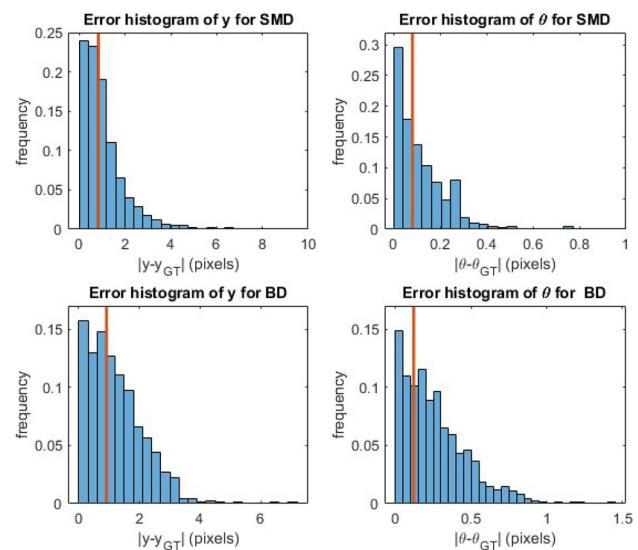 Error histogram of y for SMD
0.25
0.2
0.15
0.1
0.05
0
frequency
0 2 4 6 8 10
|y-y_GT| (pixels)
Error histogram of θ for SMD
0.3
0.25
0.2
0.15
0.1
0.05
0
frequency
0 0.2 0.4 0.6 0.8 1
|θ-θ_GT| (pixels)
Error histogram of y for BD
0.15
0.1
0.05
0
frequency
0 2 4 6
|y-y_GT| (pixels)
Error histogram of θ for BD
0.15
0.1
0.05
0
frequency
0 0.5 1 1.5
|θ-θ_GT| (pixels)